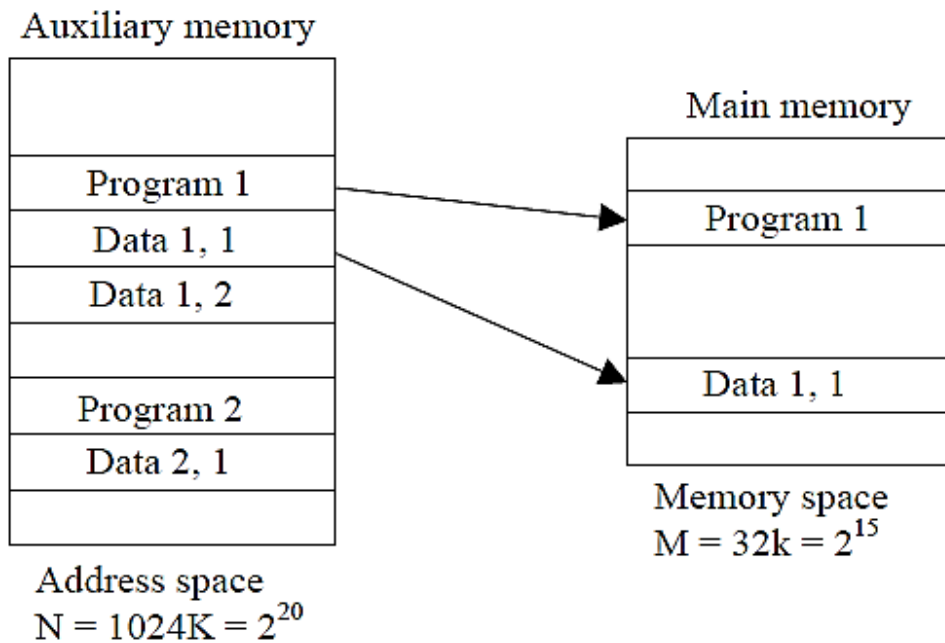 Auxiliary memory
Program 1
Data 1, 1
Data 1, 2
Program 2
Data 2, 1
Address space
N = 1024K = 2^20
Main memory
Program 1
Data 1, 1
Memory space
M = 32k = 2^15